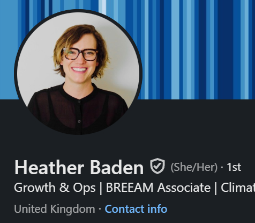 Heather Baden (She/Her) · 1st
Growth & Ops | BREEAM Associate | Climat
United Kingdom · Contact info